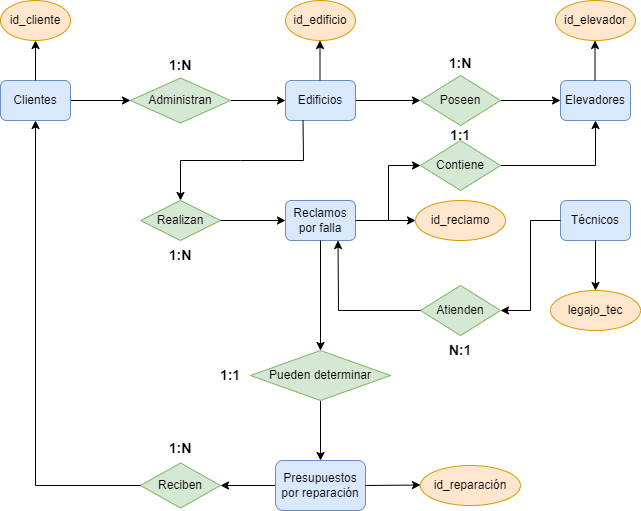 id_cliente
id_edificio
id_elevador
1:N
1:N
Clientes
Administran
Edificios
Poseen
Elevadores
1:1
Contiene
Realizan
Reclamos
por falla
id_reclamo
Técnicos
1:N
Atienden
legajo_tec
N:1
1:1
Pueden determinar
1:N
Reciben
Presupuestos
por reparación
id_reparación